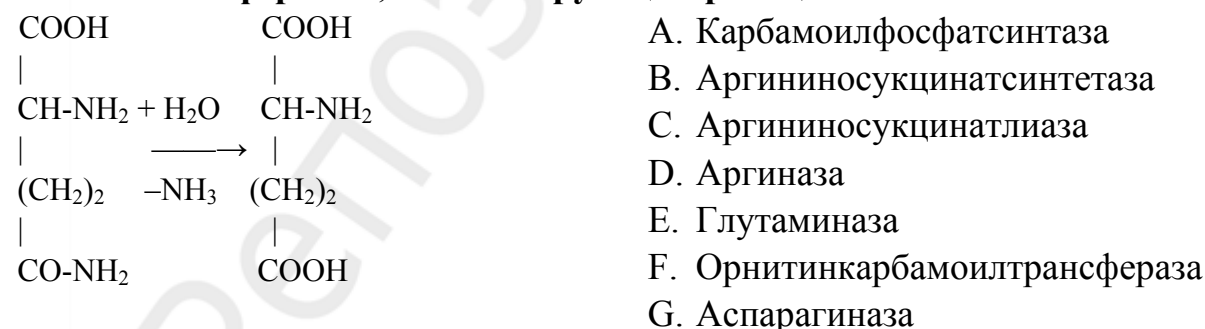 COOH COOH
| |
CH-NH₂ + H₂O CH-NH₂
| ——→ |
(CH₂)₂ –NH₃ (CH₂)₂
| |
CO-NH₂ COOH
A. Карбамоилфосфатсинтаза
B. Аргининосукцинатсинтетаза
C. Аргининосукцинатлиаза
D. Аргиназа
E. Глутаминаза
F. Орнитинкарбамоилтрансфераза
G. Аспарагиназа